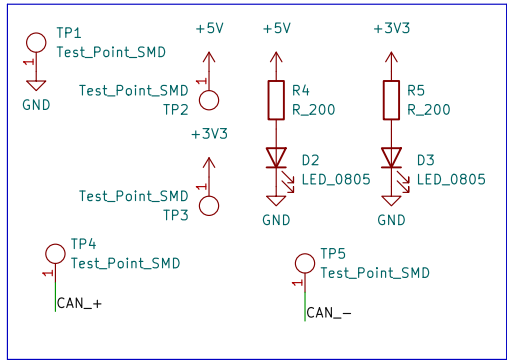 TP1
Test_Point_SMD
1
GND
+5V
Test_Point_SMD
1
TP2
+3V3
Test_Point_SMD
1
TP3
+5V
R4
R_200
D2
LED_0805
GND
+3V3
R5
R_200
D3
LED_0805
GND
TP4
Test_Point_SMD
1
CAN_+
TP5
Test_Point_SMD
1
CAN_-